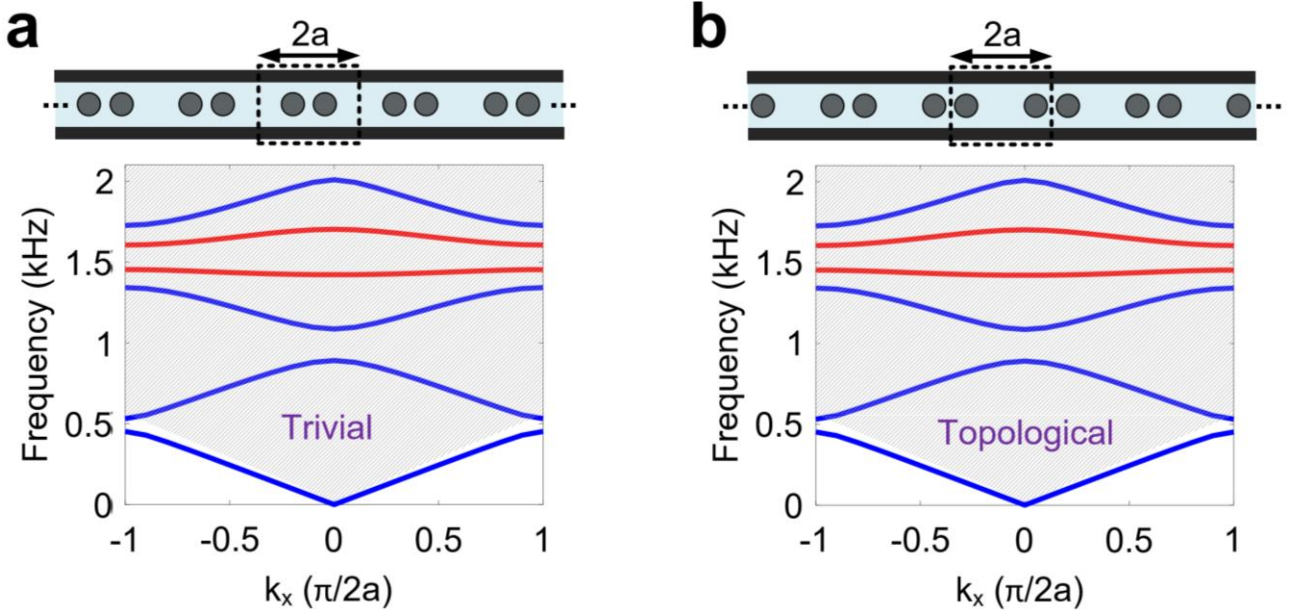 a
2a
2
1.5
1
0.5
0
Frequency (kHz)
Trivial
-1 -0.5 0 0.5 1
kx (π/2a)
b
2a
2
1.5
1
0.5
0
Frequency (kHz)
Topological
-1 -0.5 0 0.5 1
kx (π/2a)